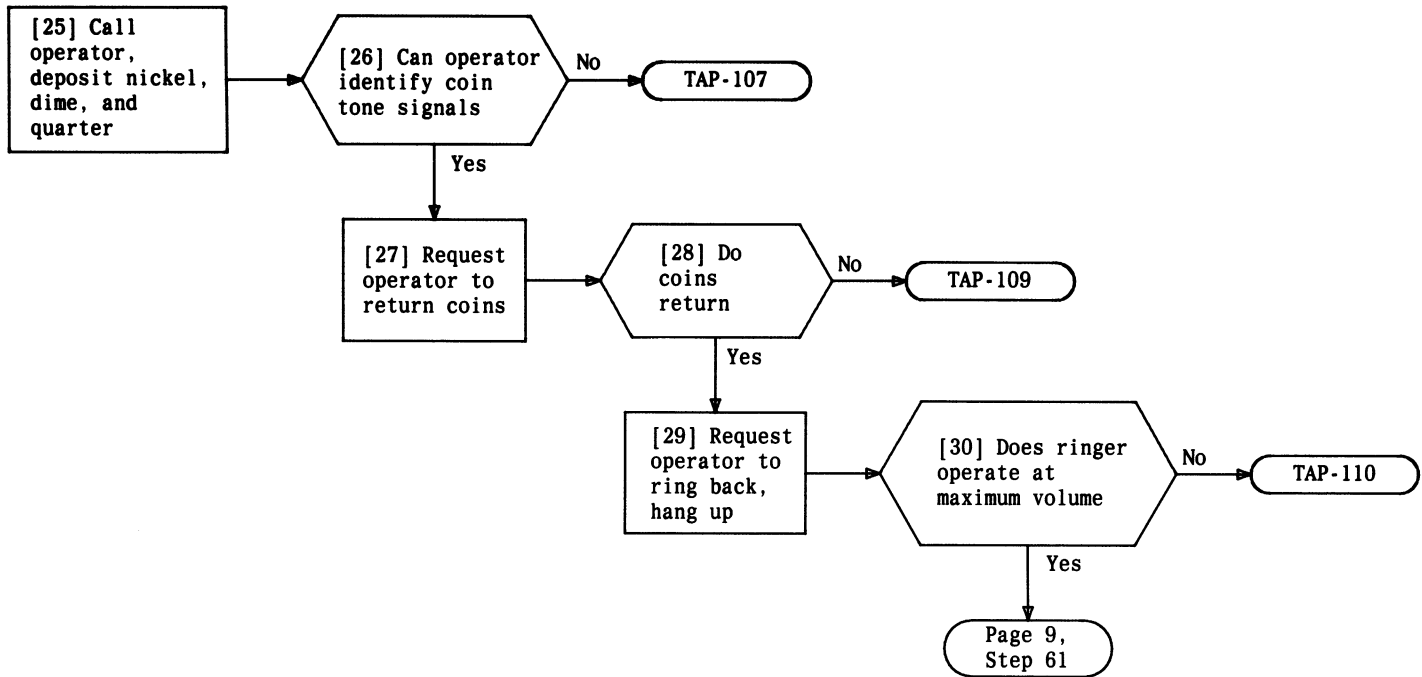 [25] Call
operator,
deposit nickel,
dime, and
quarter
[26] Can operator
identify coin
tone signals
No
TAP-107
Yes
[27] Request
operator to
return coins
[28] Do
coins
return
No
TAP-109
Yes
[29] Request
operator to
ring back,
hang up
[30] Does ringer
operate at
maximum volume
No
TAP-110
Yes
Page 9,
Step 61